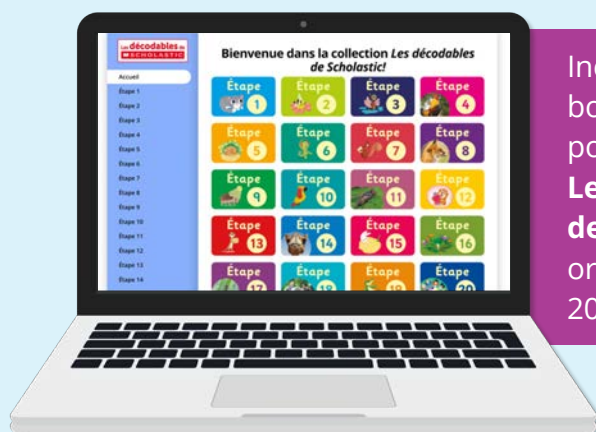 Les décodables de
SCHOLASTIC
Accueil
Étape 1
Étape 2
Étape 3
Étape 4
Étape 5
Étape 6
Étape 7
Étape 8
Étape 9
Étape 10
Étape 11
Étape 12
Étape 13
Étape 14
Bienvenue dans la collection Les décodables
de Scholastic!
Étape 1
Étape 2
Étape 3
Étape 4
Étape 5
Étape 6
Étape 7
Étape 8
Étape 9
Étape 10
Étape 11
Étape 12
Étape 13
Étape 14
Étape 15
Étape 16
Étape 17
Étape 18
Étape 19
Étape 20
Le
de
20